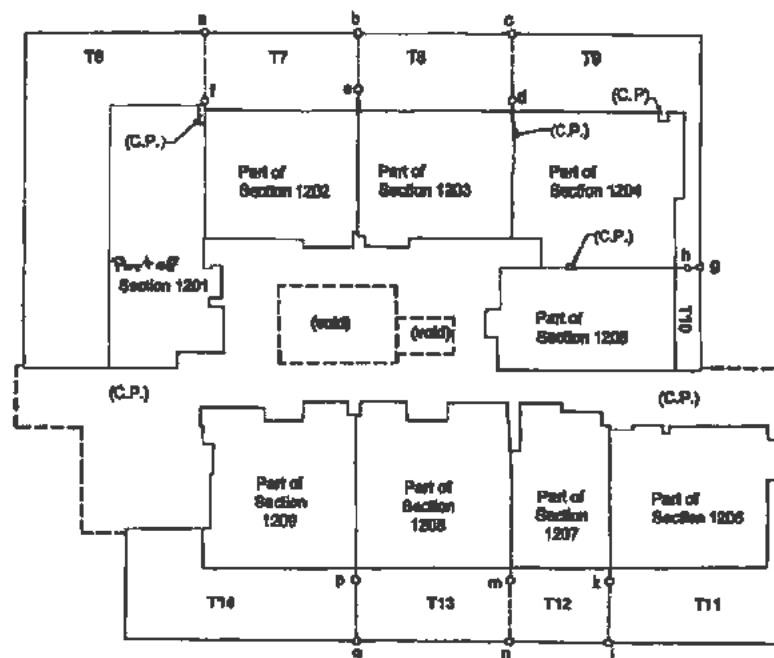 a
b
c
T6
T7
T8
T9
f
e
d
(C.P.)
(C.P.)
(C.P.)
Part of
Section 1202
Part of
Section 1203
Part of
Section 1204
(C.P.)
h
g
Part of
Section 1201
(void)
(void)
Part of
Section 1205
T10
(C.P.)
(C.P.)
Part of
Section
1209
Part of
Section
1208
Part of
Section
1207
Part of
Section 1206
p
m
k
T14
T13
T12
T11
q
n